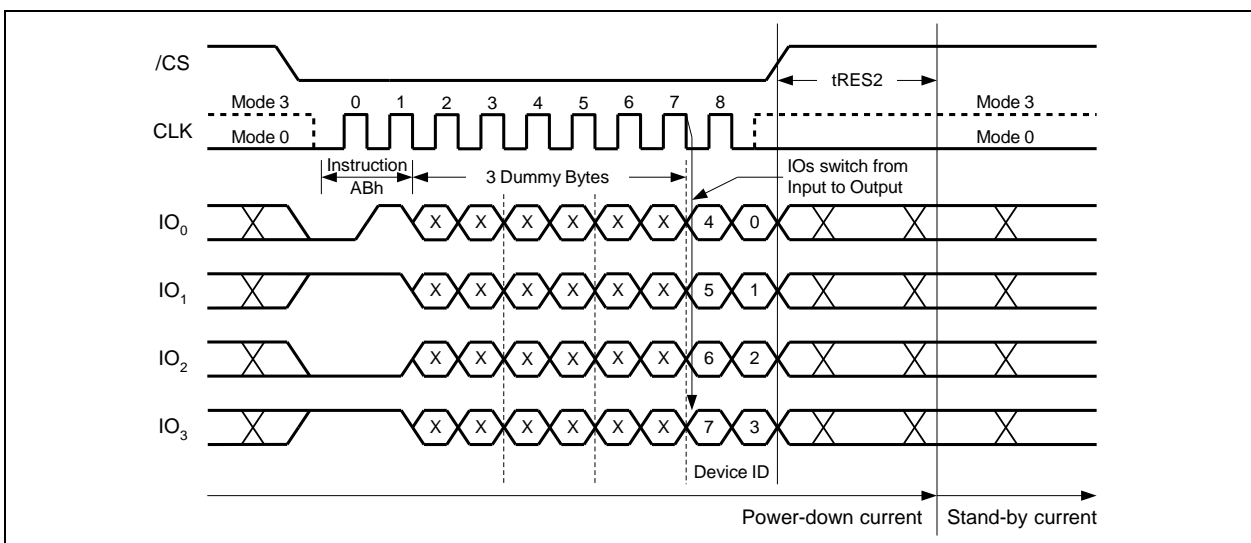 /CS
tRES2
Mode 3 0 1 2 3 4 5 6 7 8 Mode 3
CLK
Mode 0 Mode 0
Instruction
ABh
3 Dummy Bytes
IOs switch from
Input to Output
IO0 X X X X X X 4 0
IO1 X X X X X X 5 1
IO2 X X X X X X 6 2
IO3 X X X X X X 7 3
Device ID
Power-down current Stand-by current